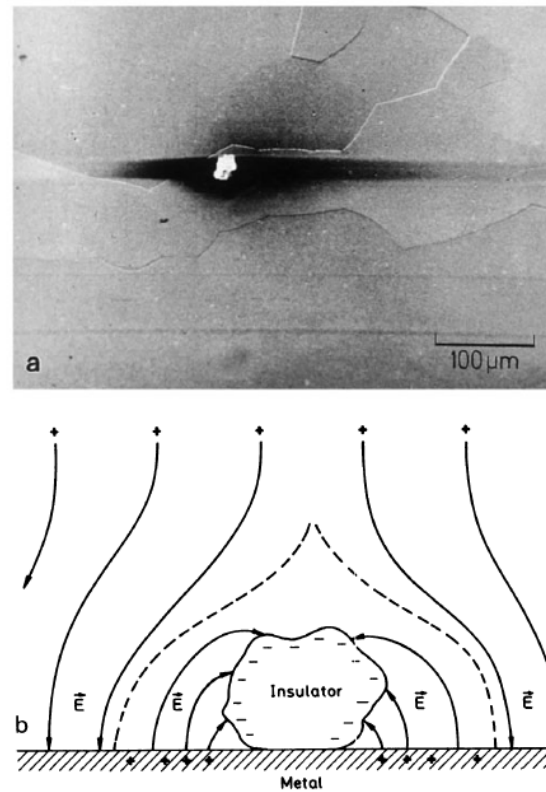 100 μm
a
+ + + + +
E⃗ E⃗ E⃗ E⃗
Insulator
b
Metal